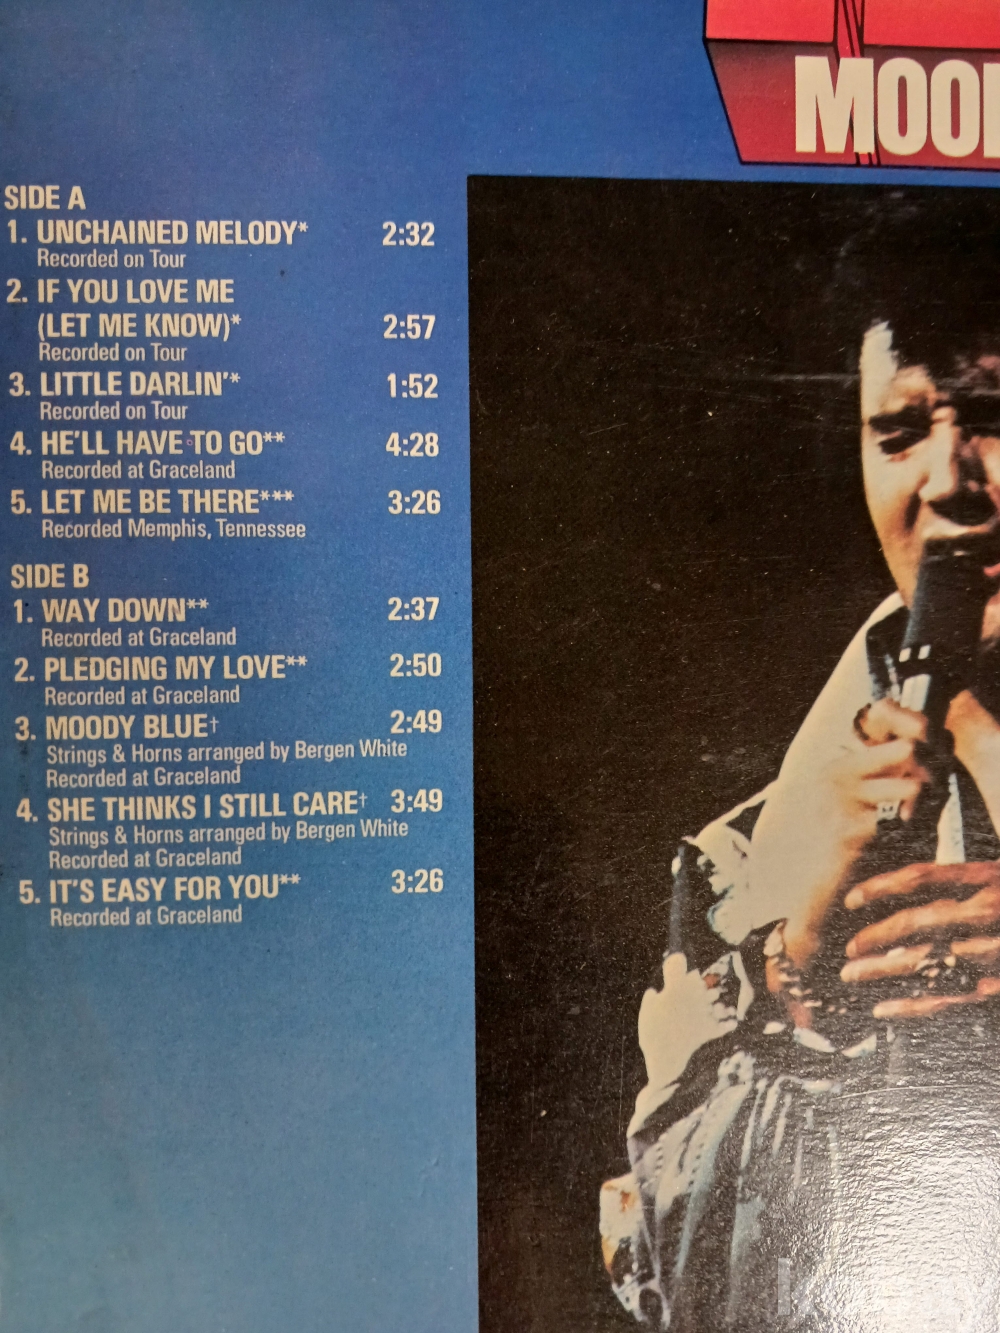 MOO
SIDE A
1. UNCHAINED MELODY* 2:32
Recorded on Tour
2. IF YOU LOVE ME
(LET ME KNOW)* 2:57
Recorded on Tour
3. LITTLE DARLIN'* 1:52
Recorded on Tour
4. HE'LL HAVE TO GO** 4:28
Recorded at Graceland
5. LET ME BE THERE*** 3:26
Recorded Memphis, Tennessee
SIDE B
1. WAY DOWN** 2:37
Recorded at Graceland
2. PLEDGING MY LOVE** 2:50
Recorded at Graceland
3. MOODY BLUE† 2:49
Strings & Horns arranged by Bergen White
Recorded at Graceland
4. SHE THINKS I STILL CARE† 3:49
Strings & Horns arranged by Bergen White
Recorded at Graceland
5. IT'S EASY FOR YOU** 3:26
Recorded at Graceland